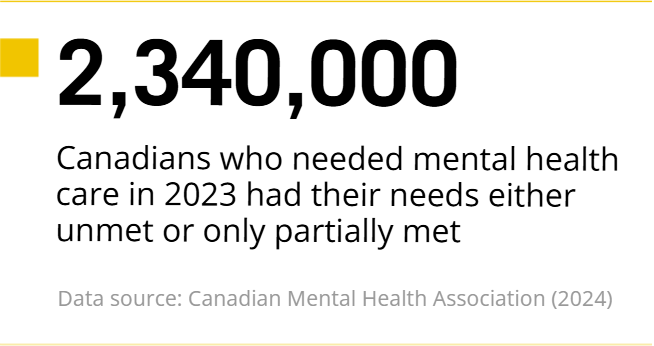 2,340,000
Canadians who needed mental health
care in 2023 had their needs either
unmet or only partially met
Data source: Canadian Mental Health Association (2024)